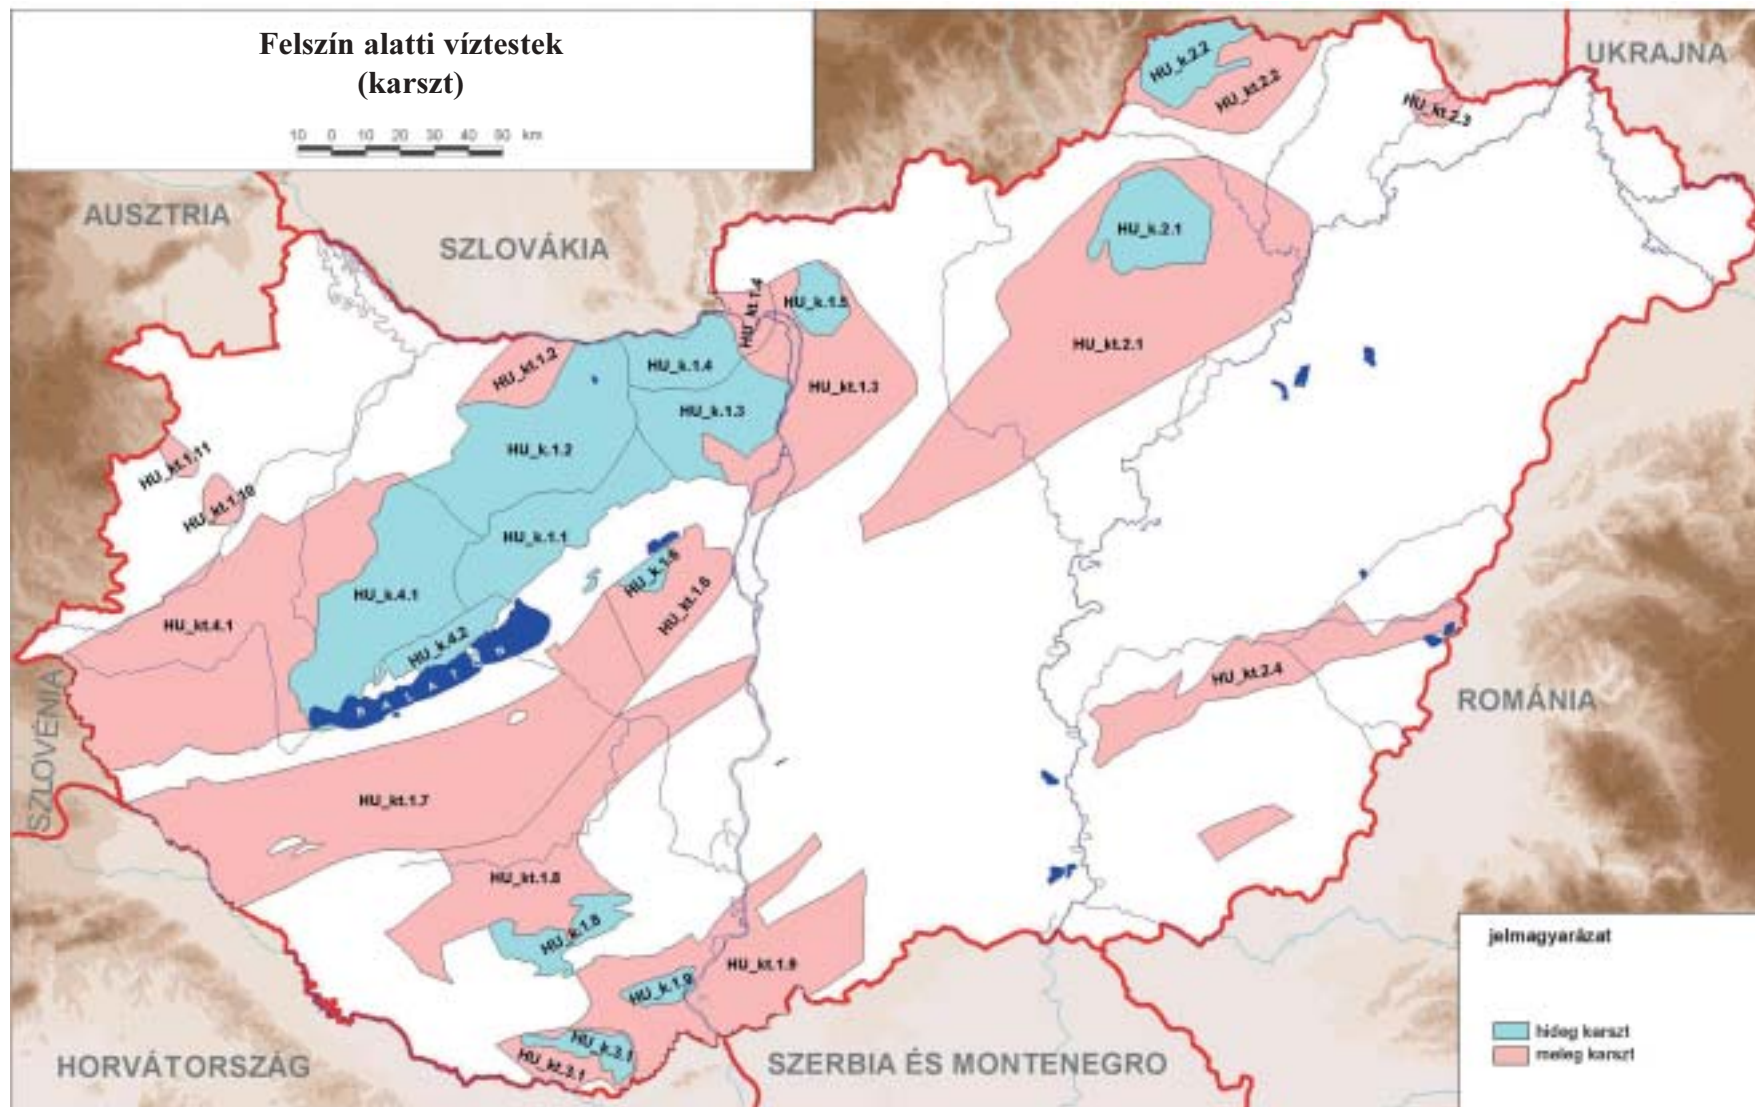 Felszín alatti víztestek
(karszt)
10 0 10 20 30 40 50 km
UKRAJNA
AUSZTRIA
SZLOVÁKIA
SZLOVÉNIA
HORVÁTORSZÁG
SZERBIA ÉS MONTENEGRO
ROMÁNIA
HU_k.2.2
HU_kt.2.2
HU_kt.2.3
HU_k.2.1
HU_kt.2.1
HU_kt.1.4
HU_k.1.5
HU_kt.1.3
HU_kt.1.2
HU_k.1.4
HU_k.1.3
HU_k.1.2
HU_kt.1.11
HU_kt.1.10
HU_k.1.1
HU_k.1.6
HU_kt.1.6
HU_k.4.1
HU_kt.4.1
HU_k.4.2
BALATON
HU_kt.2.4
HU_kt.1.7
HU_kt.1.8
HU_k.1.8
HU_kt.1.9
HU_k.1.9
HU_k.3.1
HU_kt.3.1
jelmagyarázat
hideg karszt
meleg karszt